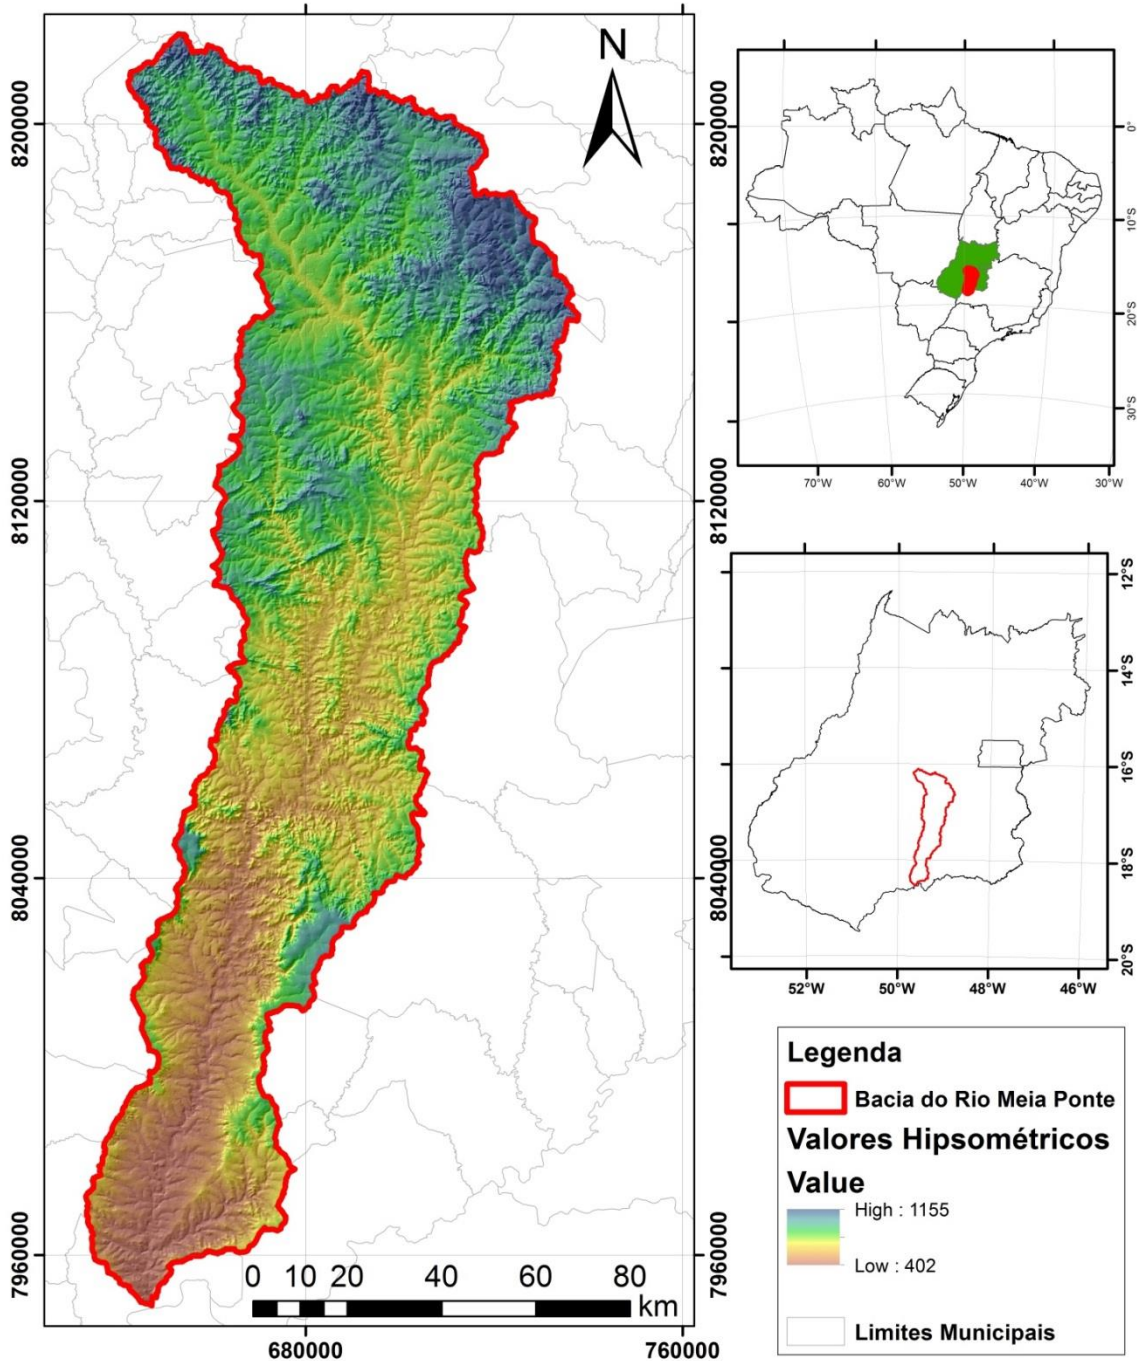 N
8200000
8120000
8040000
7960000
8200000
8120000
8040000
7960000
0 10 20 40 60 80
km
680000
760000
0°
10°S
20°S
30°S
70°W 60°W 50°W 40°W 30°W
12°S
14°S
16°S
18°S
20°S
52°W 50°W 48°W 46°W
Legenda
Bacia do Rio Meia Ponte
Valores Hipsométricos
Value
High : 1155
Low : 402
Limites Municipais